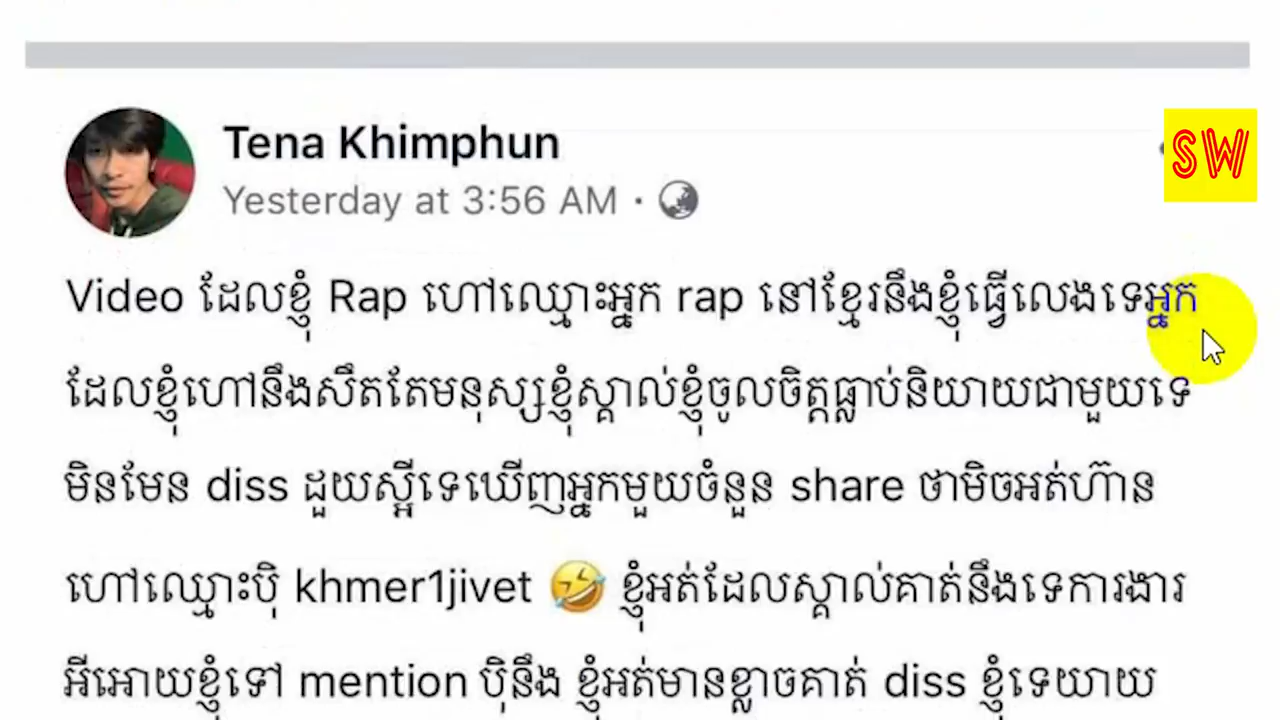 Tena Khimphun
SW
Yesterday at 3:56 AM ·
Video ដែលខ្ញុំ Rap ហៅឈ្មោះអ្នក rap នៅខ្មែរនឹងខ្ញុំធ្វើលេងទេអ្នក
ដែលខ្ញុំហៅនឹងសឹតតែមនុស្សខ្ញុំស្គាល់ខ្ញុំចូលចិត្តធ្លាប់និយាយជាមួយទេ
មិនមែន diss ដួយស្អីទេឃើញអ្នកមួយចំនួន share ថាមិចអត់ហ៊ាន
ហៅឈ្មោះប៉ិ khmer1jivet 🤣 ខ្ញុំអត់ដែលស្គាល់គាត់នឹងទេការងារ
អីអោយខ្ញុំទៅ mention ប៉ិនឹង ខ្ញុំអត់មានខ្លាចគាត់ diss ខ្ញុំទេយាយ